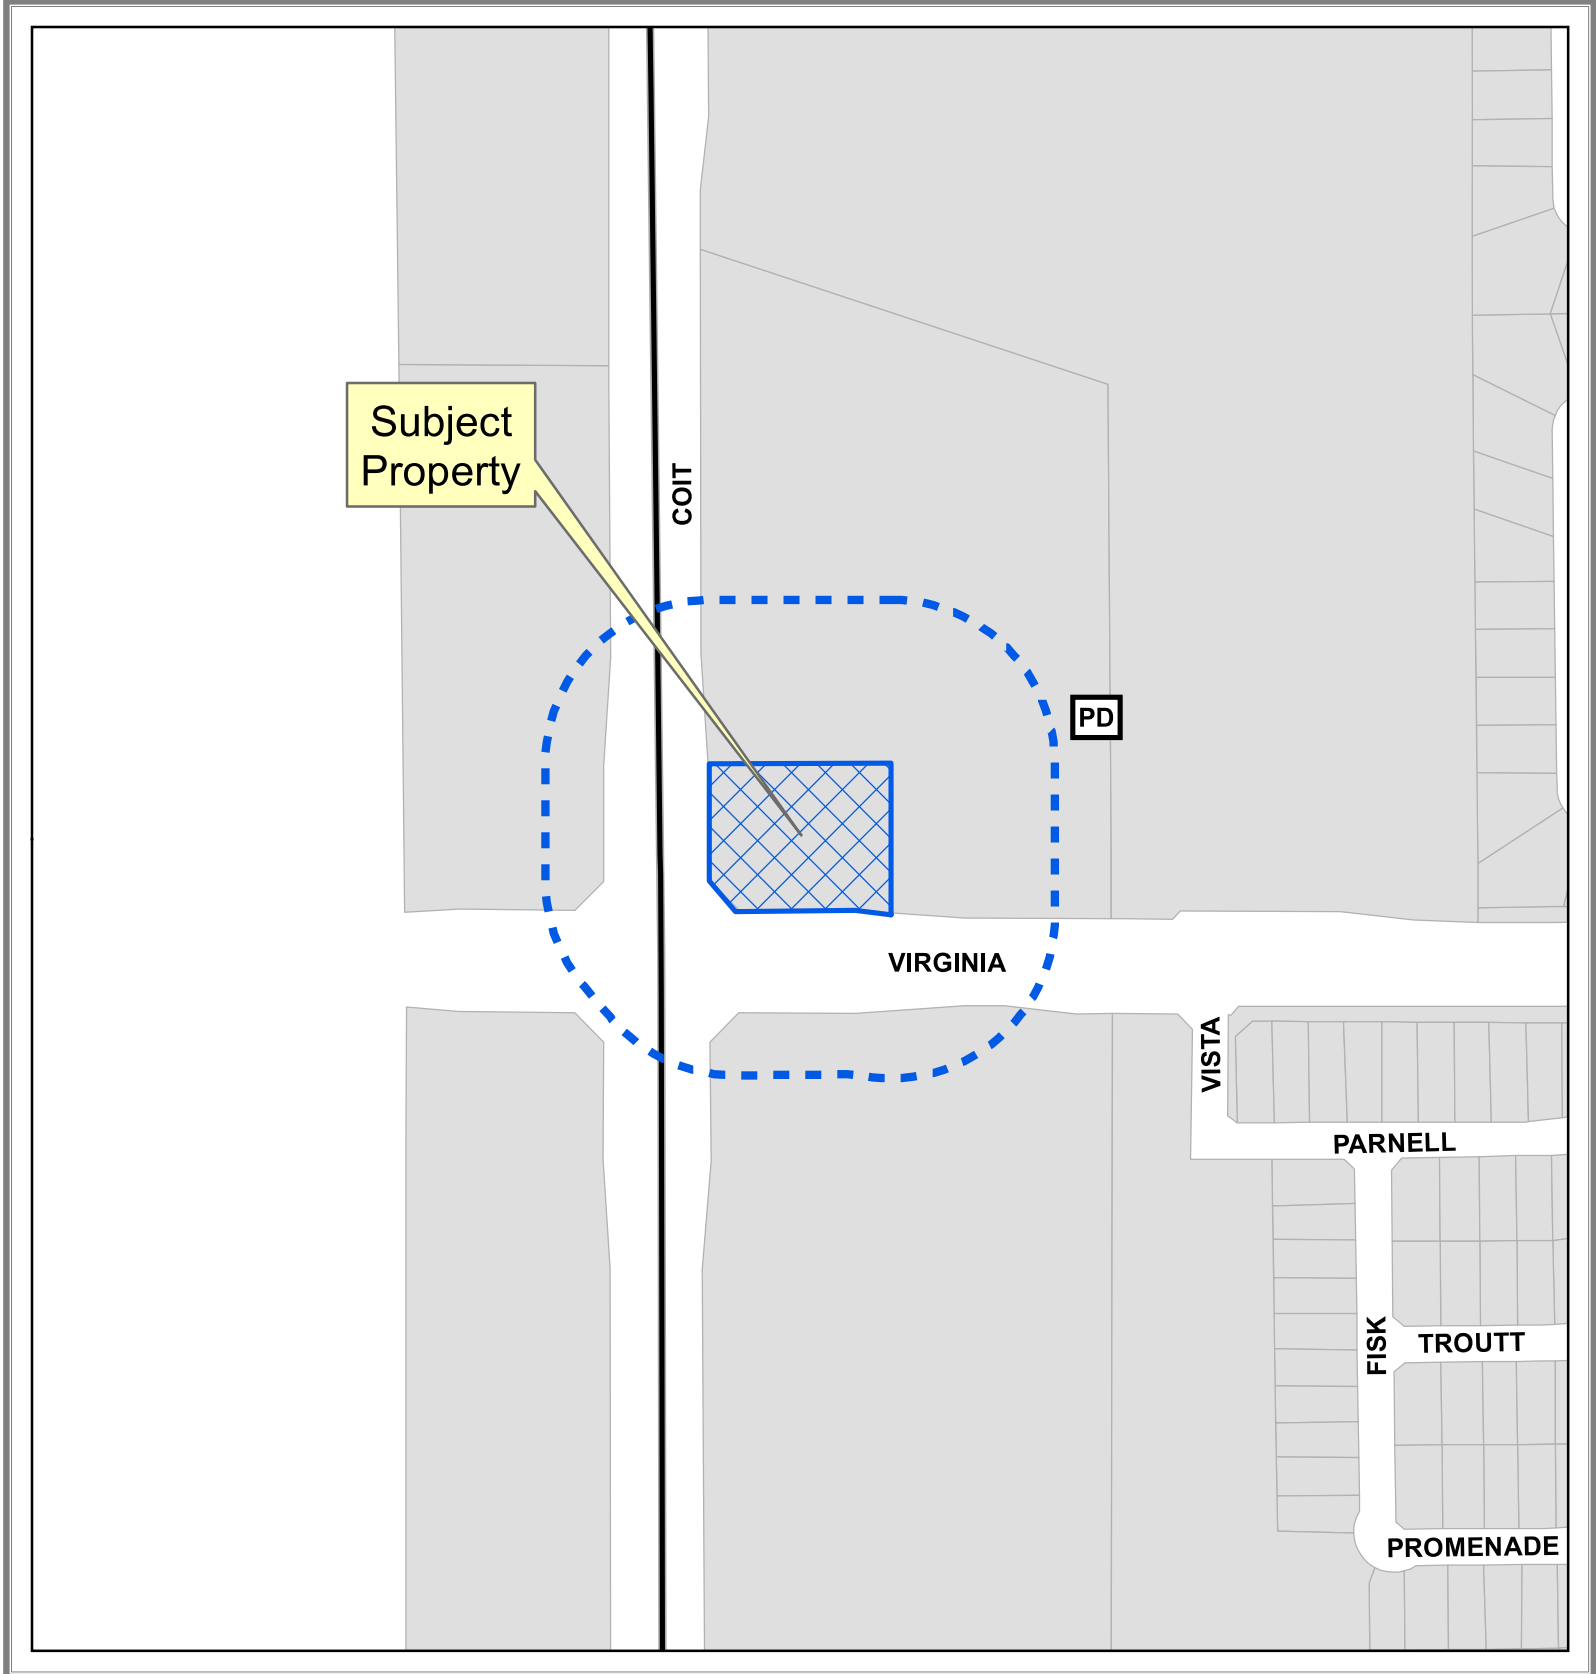 Subject
Property
COIT
PD
VIRGINIA
VISTA
PARNELL
FISK
TROUTT
PROMENADE